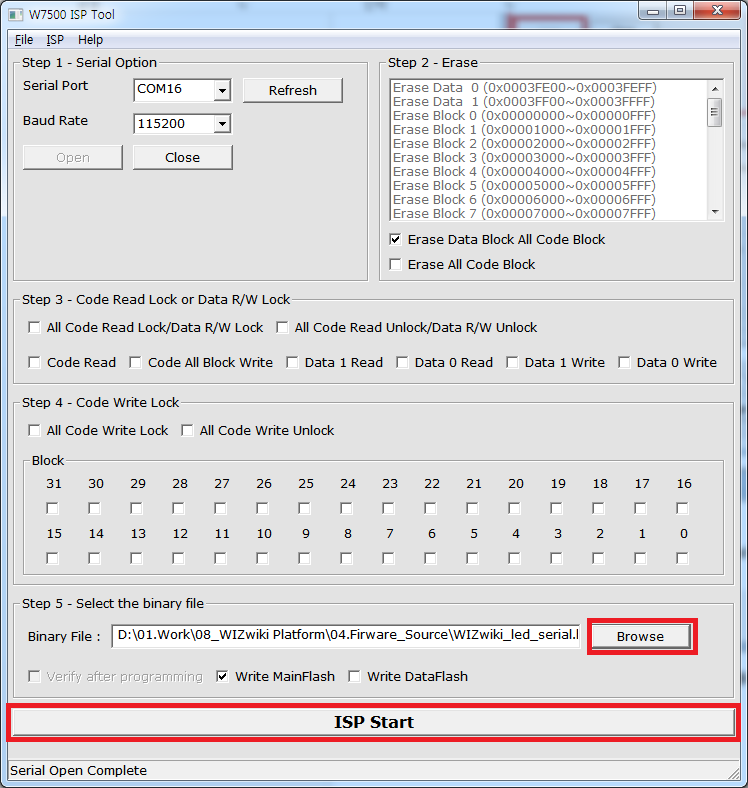 W7500 ISP Tool
File ISP Help
Step 1 - Serial Option
Serial Port COM16 Refresh
Baud Rate 115200
Open Close
Step 2 - Erase
Erase Data 0 (0x0003FE00~0x0003FEFF)
Erase Data 1 (0x0003FF00~0x0003FFFF)
Erase Block 0 (0x00000000~0x00000FFF)
Erase Block 1 (0x00001000~0x00001FFF)
Erase Block 2 (0x00002000~0x00002FFF)
Erase Block 3 (0x00003000~0x00003FFF)
Erase Block 4 (0x00004000~0x00004FFF)
Erase Block 5 (0x00005000~0x00005FFF)
Erase Block 6 (0x00006000~0x00006FFF)
Erase Block 7 (0x00007000~0x00007FFF)
Erase Data Block All Code Block
Erase All Code Block
Step 3 - Code Read Lock or Data R/W Lock
All Code Read Lock/Data R/W Lock All Code Read Unlock/Data R/W Unlock
Code Read Code All Block Write Data 1 Read Data 0 Read Data 1 Write Data 0 Write
Step 4 - Code Write Lock
All Code Write Lock All Code Write Unlock
Block
31 30 29 28 27 26 25 24 23 22 21 20 19 18 17 16
15 14 13 12 11 10 9 8 7 6 5 4 3 2 1 0
Step 5 - Select the binary file
Binary File : D:\01.Work\08_WIZwiki Platform\04.Firware_Source\WIZwiki_led_serial. Browse
Verify after programming Write MainFlash Write DataFlash
ISP Start
Serial Open Complete